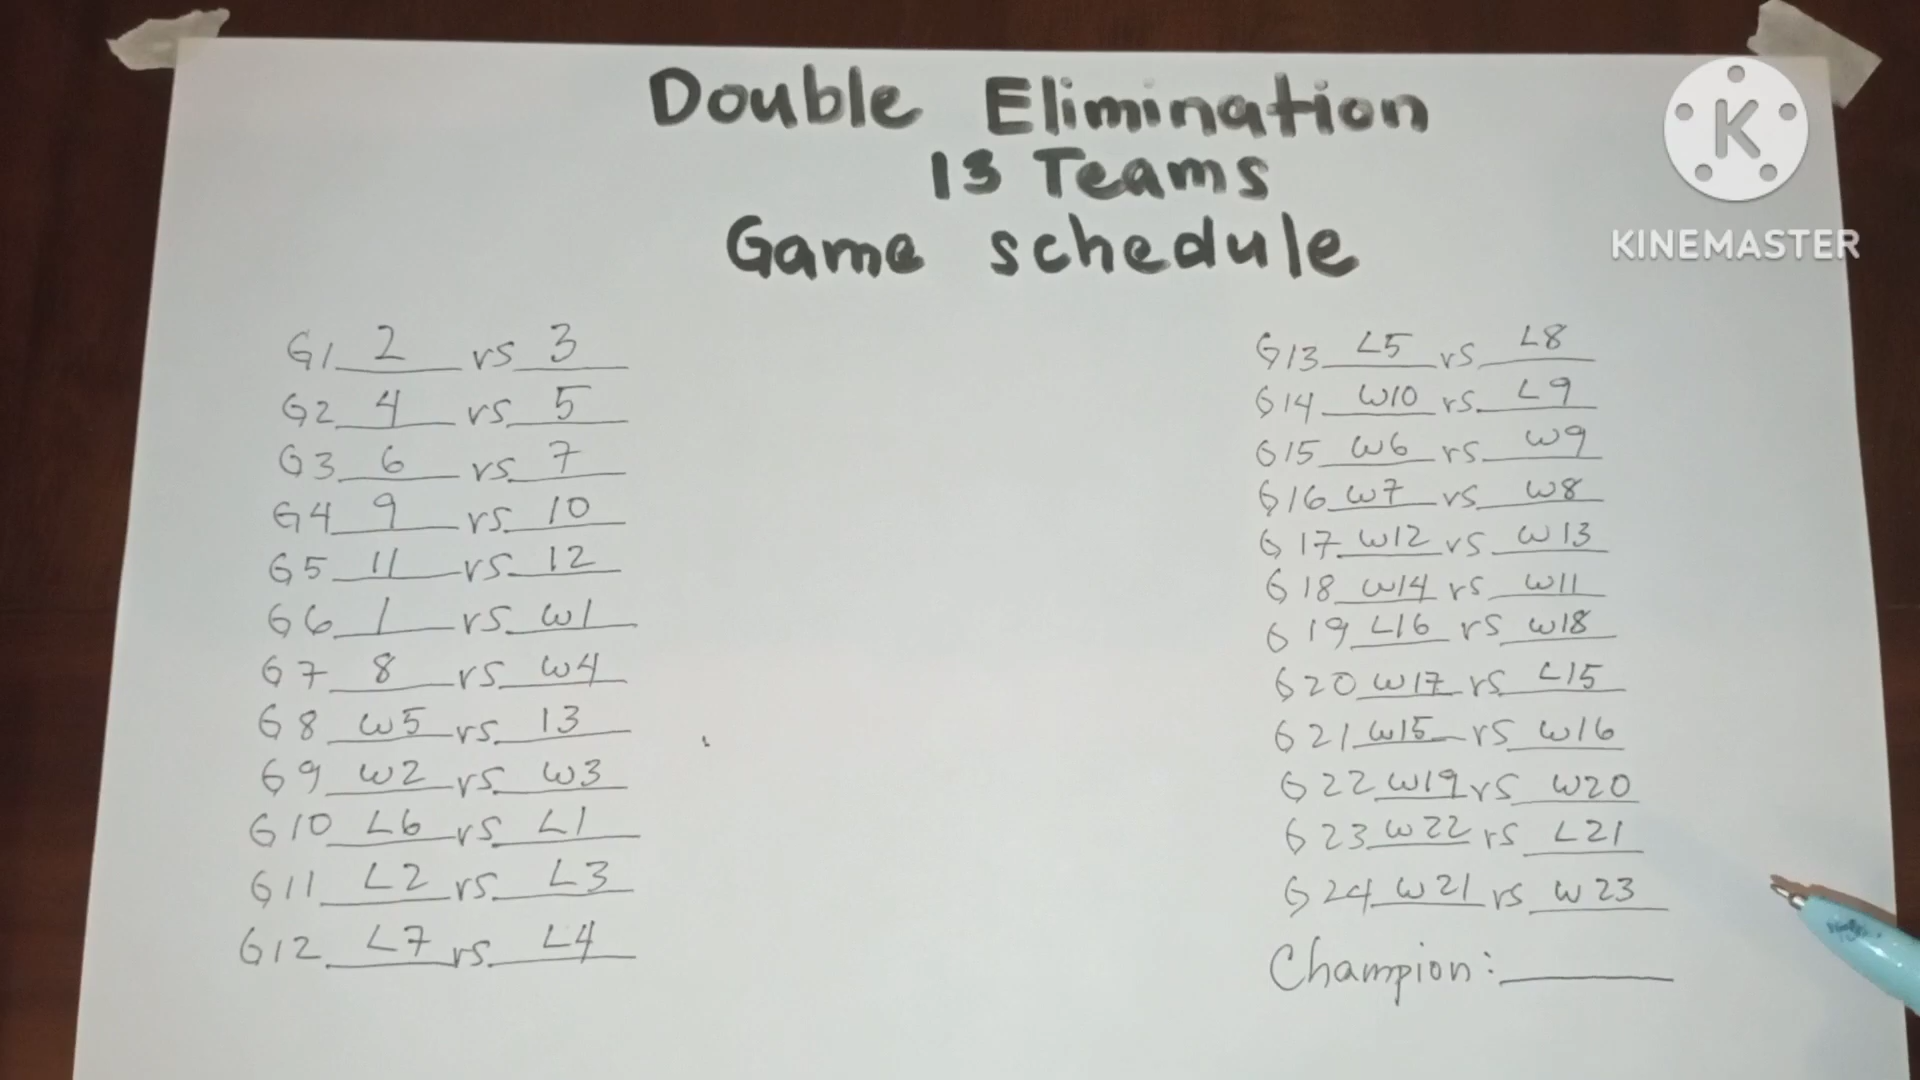 Double Elimination
13 Teams
Game schedule
K
KINEMASTER
G1 2 vs 3
G2 4 vs 5
G3 6 vs 7
G4 9 vs 10
G5 11 vs 12
G6 1 vs W1
G7 8 vs W4
G8 W5 vs 13
G9 W2 vs W3
G10 L6 vs L1
G11 L2 vs L3
G12 L7 vs L4
G13 L5 vs L8
G14 W10 vs L9
G15 W6 vs W9
G16 W7 vs W8
G17 W12 vs W13
G18 W14 vs W11
G19 L16 vs W18
G20 W17 vs L15
G21 W15 vs W16
G22 W19 vs W20
G23 W22 vs L21
G24 W21 vs W23
Champion: